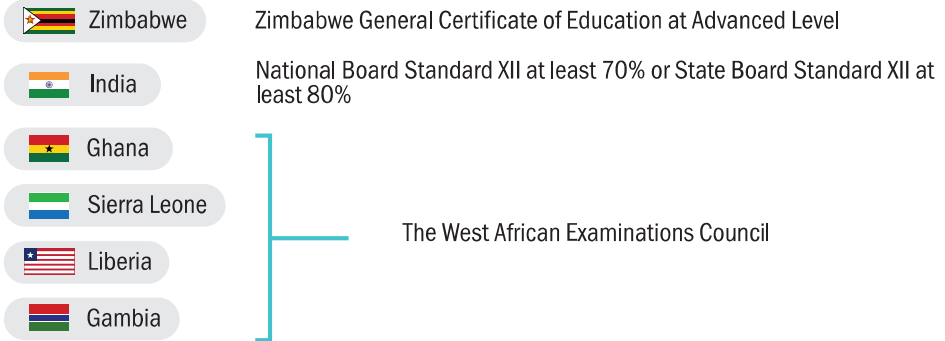 Zimbabwe
Zimbabwe General Certificate of Education at Advanced Level
India
National Board Standard XII at least 70% or State Board Standard XII at
least 80%
Ghana
Sierra Leone
The West African Examinations Council
Liberia
Gambia